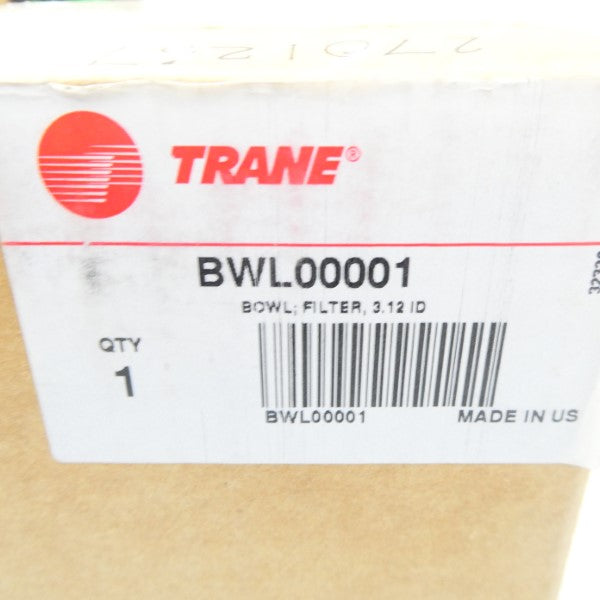 TRANE®
BWL00001
BOWL; FILTER, 3.12 ID
QTY
1
BWL00001
MADE IN US